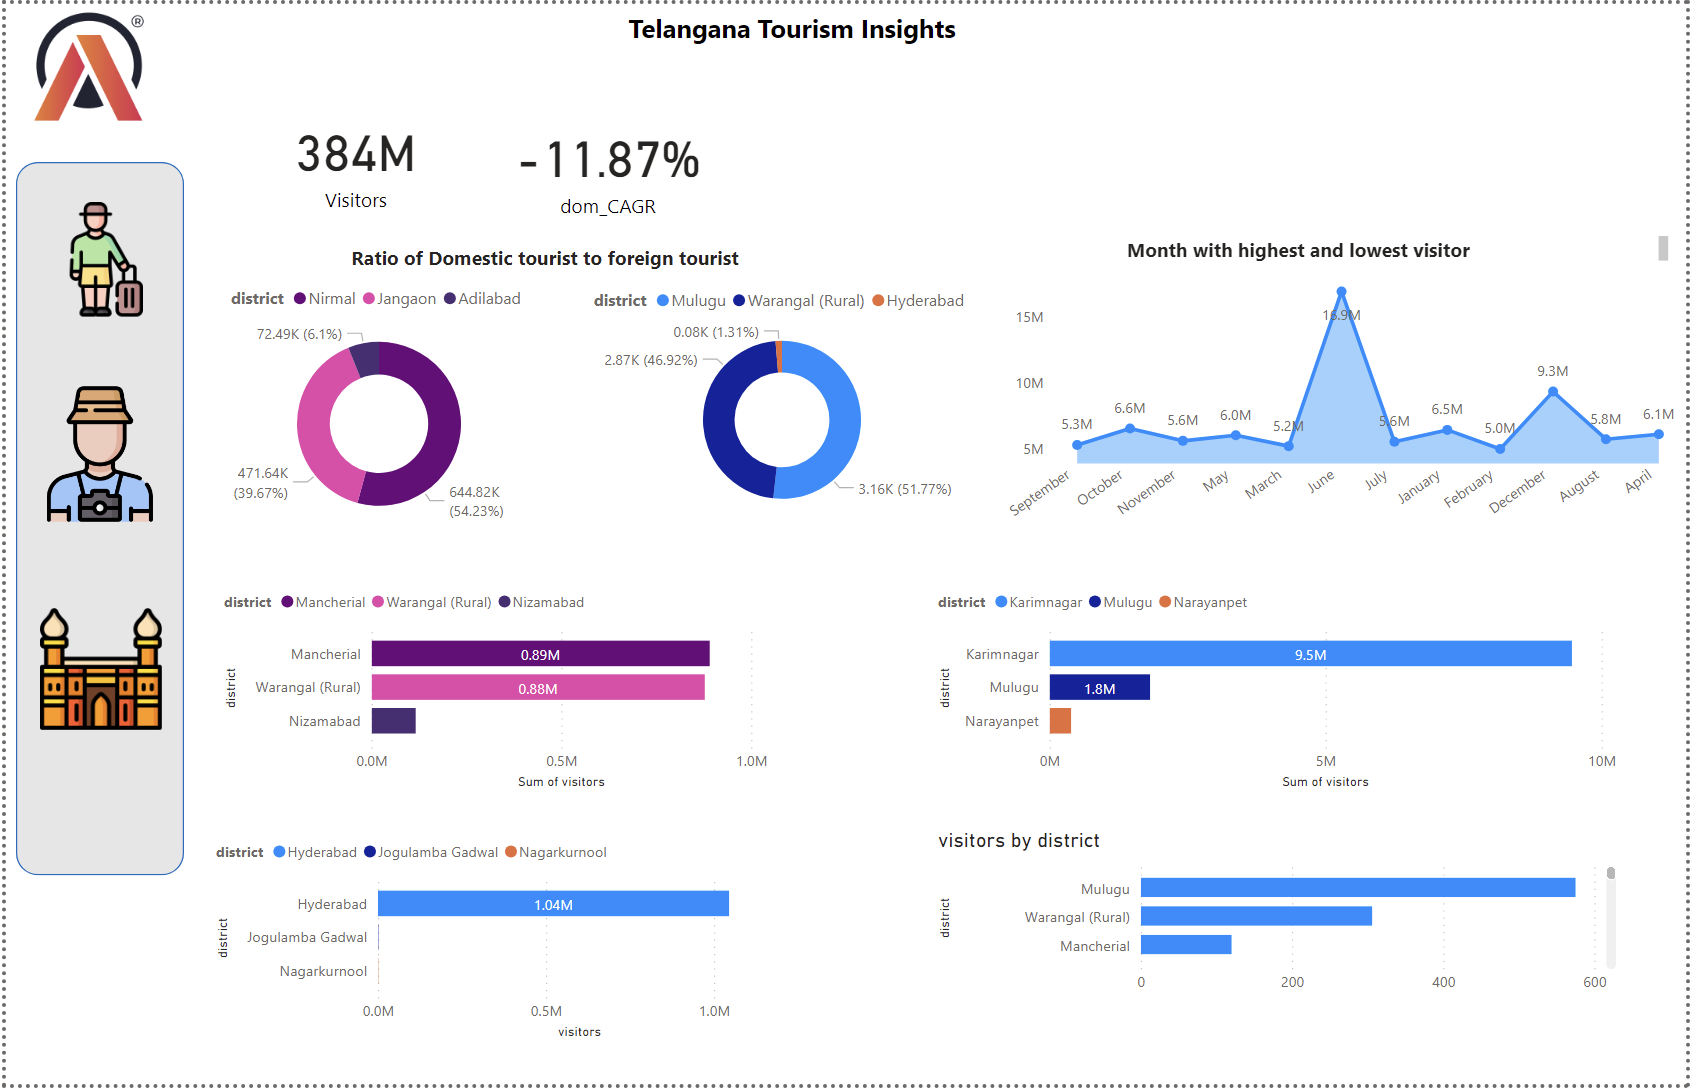 ®
Telangana Tourism Insights
384M
Visitors
-11.87%
dom_CAGR
Ratio of Domestic tourist to foreign tourist
district Nirmal Jangaon Adilabad
72.49K (6.1%)
471.64K
(39.67%)
644.82K
(54.23%)
district Mulugu Warangal (Rural) Hyderabad
0.08K (1.31%)
2.87K (46.92%)
3.16K (51.77%)
Month with highest and lowest visitor
15M
10M
5M
5.3M
6.6M
5.6M
6.0M
5.2M
16.9M
5.6M
6.5M
5.0M
9.3M
5.8M
6.1M
September
October
November
May
March
June
July
January
February
December
August
April
district Mancherial Warangal (Rural) Nizamabad
district
Mancherial
0.89M
Warangal (Rural)
0.88M
Nizamabad
0.0M 0.5M 1.0M
Sum of visitors
district Karimnagar Mulugu Narayanpet
district
Karimnagar
9.5M
Mulugu
1.8M
Narayanpet
0M 5M 10M
Sum of visitors
district Hyderabad Jogulamba Gadwal Nagarkurnool
district
Hyderabad
1.04M
Jogulamba Gadwal
Nagarkurnool
0.0M 0.5M 1.0M
visitors
visitors by district
district
Mulugu
Warangal (Rural)
Mancherial
0 200 400 600